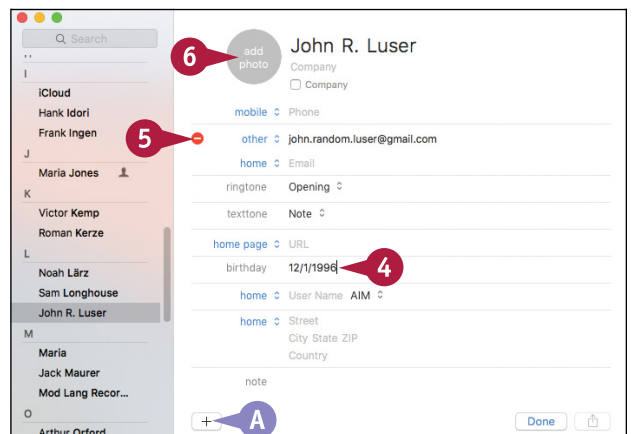 Search
I
iCloud
Hank Idori
Frank Ingen
J
Maria Jones
K
Victor Kemp
Roman Kerze
L
Noah Lärz
Sam Longhouse
John R. Luser
M
Maria
Jack Maurer
Mod Lang Recor...
O
Arthur Orford
6
add
photo
John R. Luser
Company
Company
mobile Phone
5
other john.random.luser@gmail.com
home Email
ringtone Opening
texttone Note
home page URL
birthday 12/1/1996
4
home User Name AIM
home Street
City State ZIP
Country
note
+
A
Done